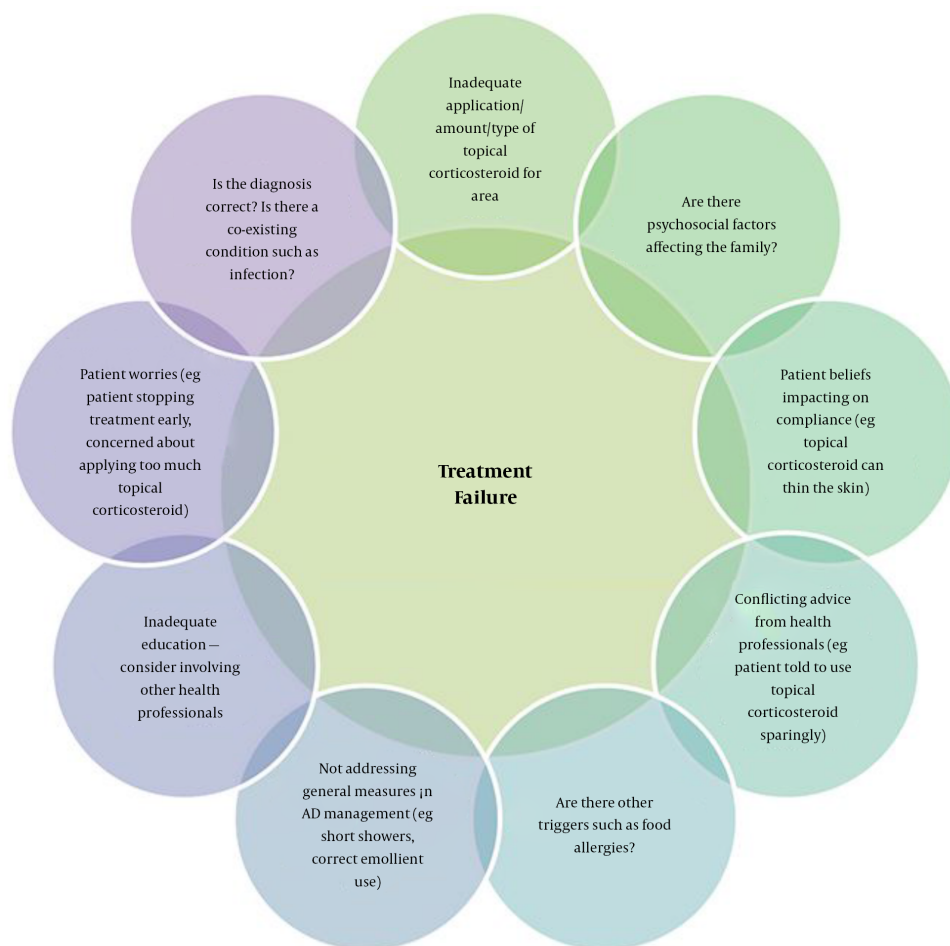 Inadequate
application/
amount/type of
topical
corticosteroid for
area
Are there
psychosocial factors
affecting the family?
Patient beliefs
impacting on
compliance (eg
topical
corticosteroid can
thin the skin)
Conflicting advice
from health
professionals (eg
patient told to use
topical
corticosteroid
sparingly)
Are there other
triggers such as food
allergies?
Not addressing
general measures ¡n
AD management (eg
short showers,
correct emollient
use)
Inadequate
education —
consider involving
other health
professionals
Patient worries (eg
patient stopping
treatment early,
concerned about
applying too much
topical
corticosteroid)
Is the diagnosis
correct? Is there a
co-existing
condition such as
infection?
Treatment
Failure